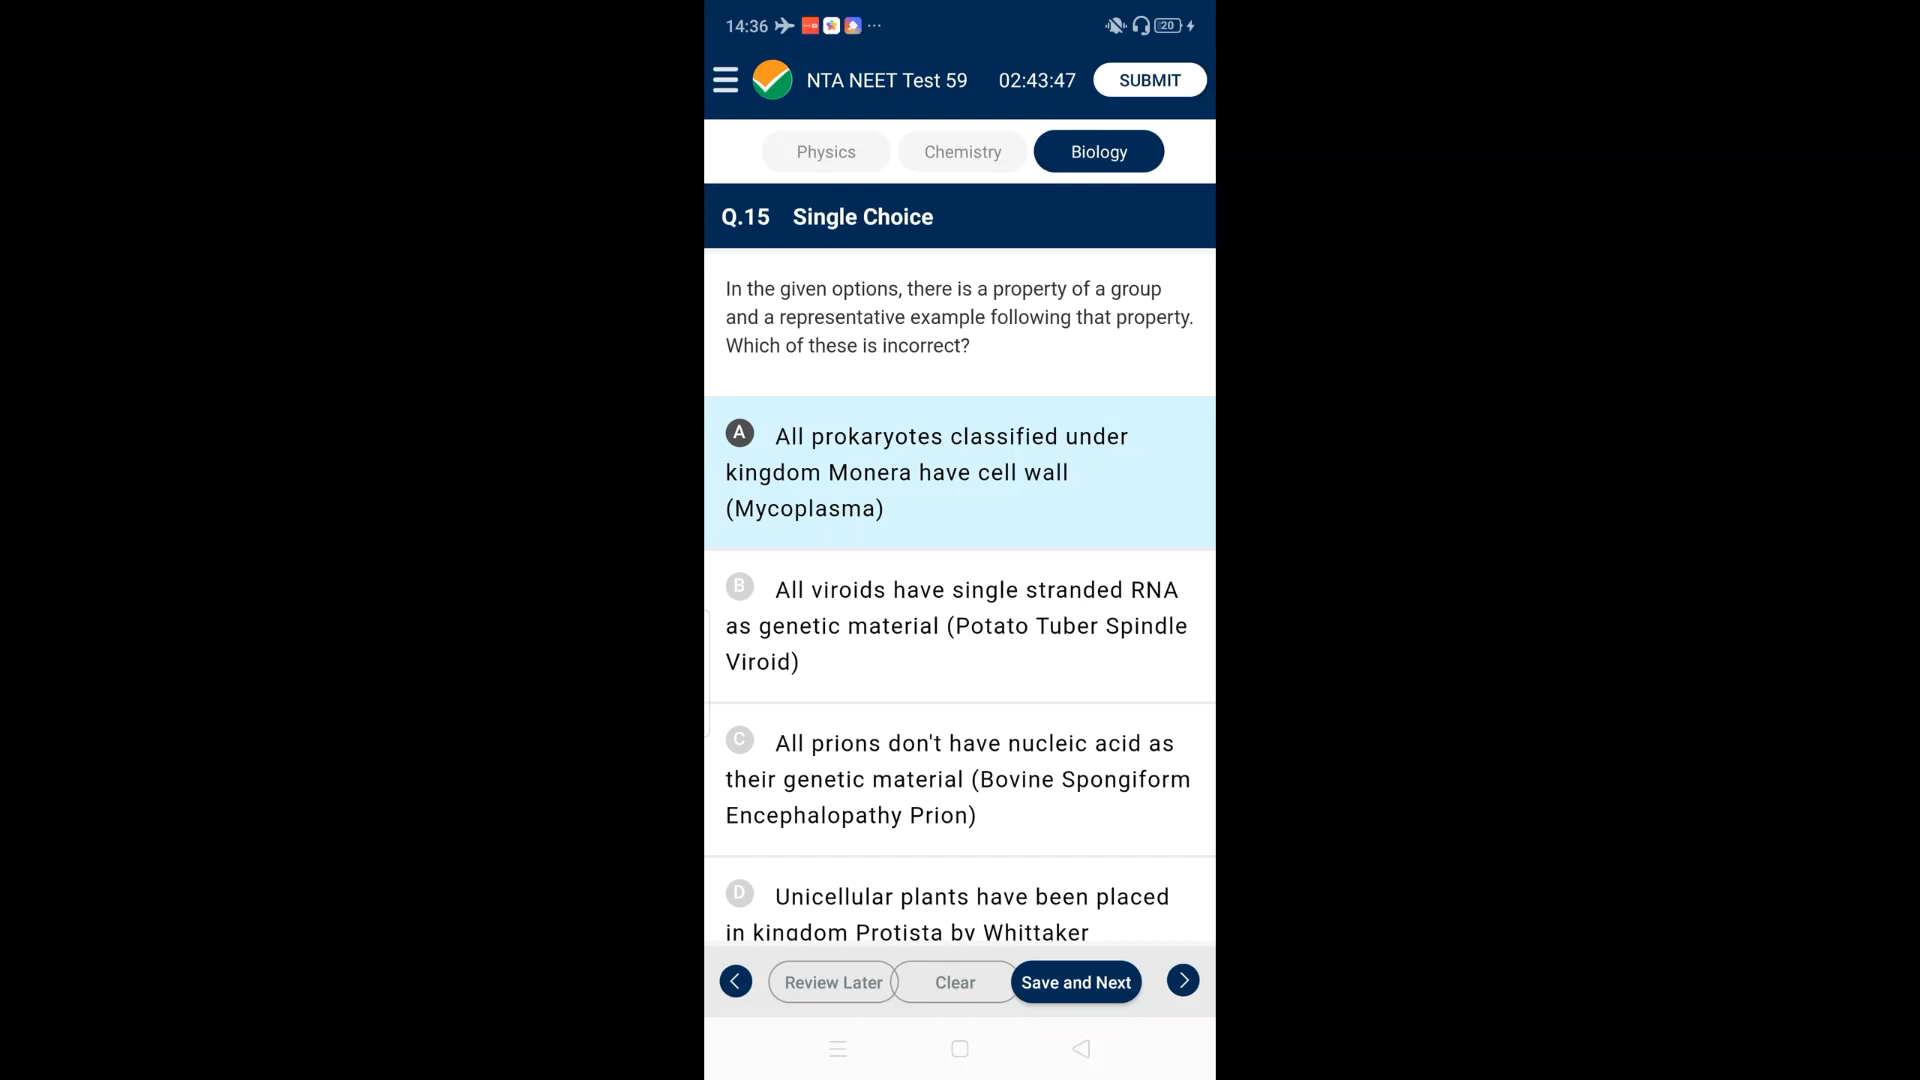 14:36 20
NTA NEET Test 59 02:43:47 SUBMIT
Physics Chemistry Biology
Q.15 Single Choice
In the given options, there is a property of a group
and a representative example following that property.
Which of these is incorrect?
A All prokaryotes classified under
kingdom Monera have cell wall
(Mycoplasma)
B All viroids have single stranded RNA
as genetic material (Potato Tuber Spindle
Viroid)
C All prions don't have nucleic acid as
their genetic material (Bovine Spongiform
Encephalopathy Prion)
D Unicellular plants have been placed
in kingdom Protista by Whittaker
Review Later Clear Save and Next